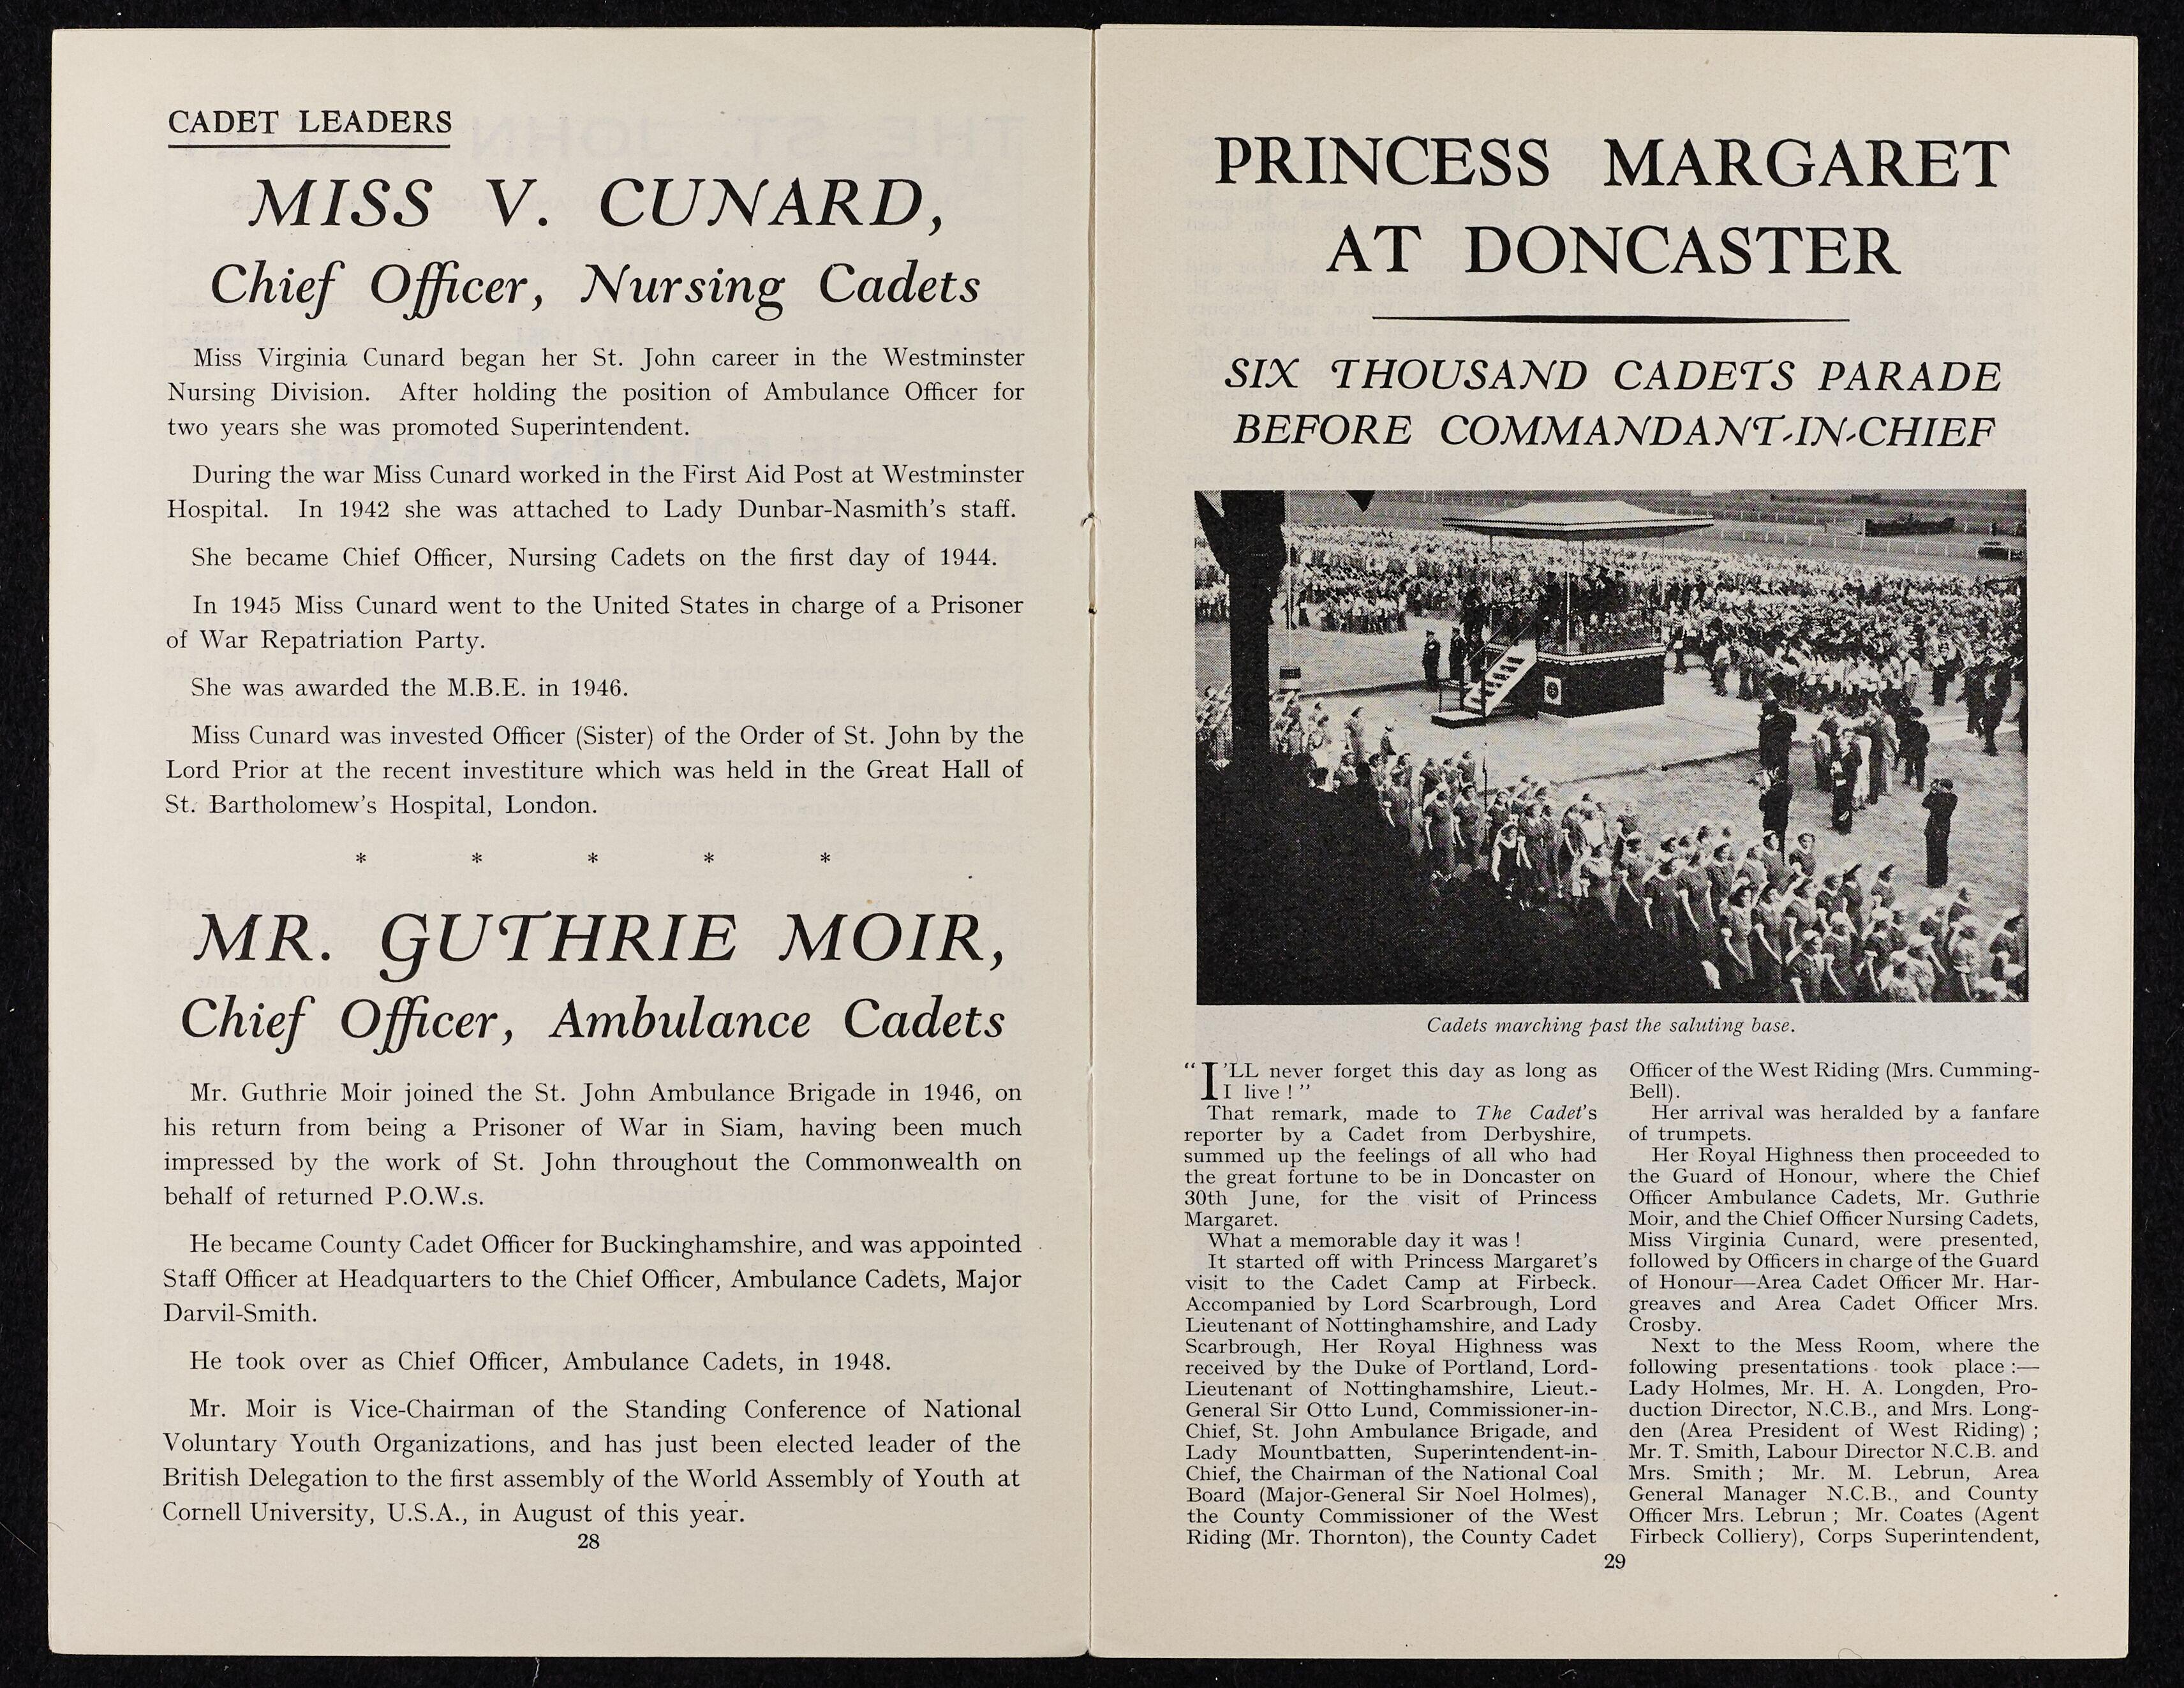 CADET LEADERS
MISS V. CUNARD,
Chief Officer, Nursing Cadets
Miss Virginia Cunard began her St. John career in the Westminster
Nursing Division. After holding the position of Ambulance Officer for
two years she was promoted Superintendent.
During the war Miss Cunard worked in the First Aid Post at Westminster
Hospital. In 1942 she was attached to Lady Dunbar-Nasmith's staff.
She became Chief Officer, Nursing Cadets on the first day of 1944.
In 1945 Miss Cunard went to the United States in charge of a Prisoner
of War Repatriation Party.
She was awarded the M.B.E. in 1946.
Miss Cunard was invested Officer (Sister) of the Order of St. John by the
Lord Prior at the recent investiture which was held in the Great Hall of
St. Bartholomew's Hospital, London.
* * * * *
MR. GUTHRIE MOIR,
Chief Officer, Ambulance Cadets
Mr. Guthrie Moir joined the St. John Ambulance Brigade in 1946, on
his return from being a Prisoner of War in Siam, having been much
impressed by the work of St. John throughout the Commonwealth on
behalf of returned P.O.W.s.
He became County Cadet Officer for Buckinghamshire, and was appointed
Staff Officer at Headquarters to the Chief Officer, Ambulance Cadets, Major
Darvil-Smith.
He took over as Chief Officer, Ambulance Cadets, in 1948.
Mr. Moir is Vice-Chairman of the Standing Conference of National
Voluntary Youth Organizations, and has just been elected leader of the
British Delegation to the first assembly of the World Assembly of Youth at
Cornell University, U.S.A., in August of this year.
28
PRINCESS MARGARET
AT DONCASTER
SIX THOUSAND CADETS PARADE
BEFORE COMMANDANT-IN-CHIEF
Cadets marching past the saluting base.
"I'LL never forget this day as long as
I live ! "
That remark, made to The Cadet's
reporter by a Cadet from Derbyshire,
summed up the feelings of all who had
the great fortune to be in Doncaster on
30th June, for the visit of Princess
Margaret.
What a memorable day it was !
It started off with Princess Margaret's
visit to the Cadet Camp at Firbeck.
Accompanied by Lord Scarbrough, Lord
Lieutenant of Nottinghamshire, and Lady
Scarbrough, Her Royal Highness was
received by the Duke of Portland, Lord-
Lieutenant of Nottinghamshire, Lieut.-
General Sir Otto Lund, Commissioner-in-
Chief, St. John Ambulance Brigade, and
Lady Mountbatten, Superintendent-in-
Chief, the Chairman of the National Coal
Board (Major-General Sir Noel Holmes),
the County Commissioner of the West
Riding (Mr. Thornton), the County Cadet
Officer of the West Riding (Mrs. Cumming-
Bell).
Her arrival was heralded by a fanfare
of trumpets.
Her Royal Highness then proceeded to
the Guard of Honour, where the Chief
Officer Ambulance Cadets, Mr. Guthrie
Moir, and the Chief Officer Nursing Cadets,
Miss Virginia Cunard, were presented,
followed by Officers in charge of the Guard
of Honour—Area Cadet Officer Mr. Har-
greaves and Area Cadet Officer Mrs.
Crosby.
Next to the Mess Room, where the
following presentations took place :—
Lady Holmes, Mr. H. A. Longden, Pro-
duction Director, N.C.B., and Mrs. Long-
den (Area President of West Riding) ;
Mr. T. Smith, Labour Director N.C.B. and
Mrs. Smith ; Mr. M. Lebrun, Area
General Manager N.C.B., and County
Officer Mrs. Lebrun ; Mr. Coates (Agent
Firbeck Colliery), Corps Superintendent,
29